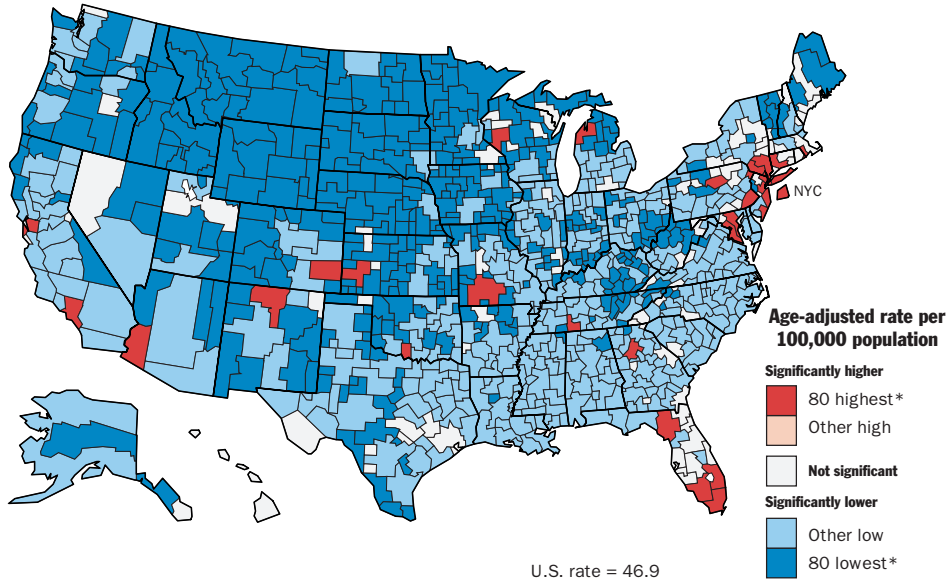 NYC
Age-adjusted rate per
100,000 population
Significantly higher
80 highest*
Other high
Not significant
Significantly lower
Other low
80 lowest*
U.S. rate = 46.9